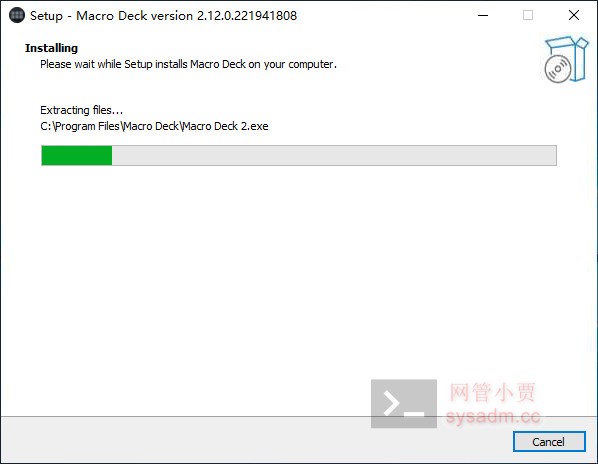 Setup - Macro Deck version 2.12.0.221941808
Installing
Please wait while Setup installs Macro Deck on your computer.
Extracting files...
C:\Program Files\Macro Deck\Macro Deck 2.exe
网管小贾
sysadm.cc
Cancel